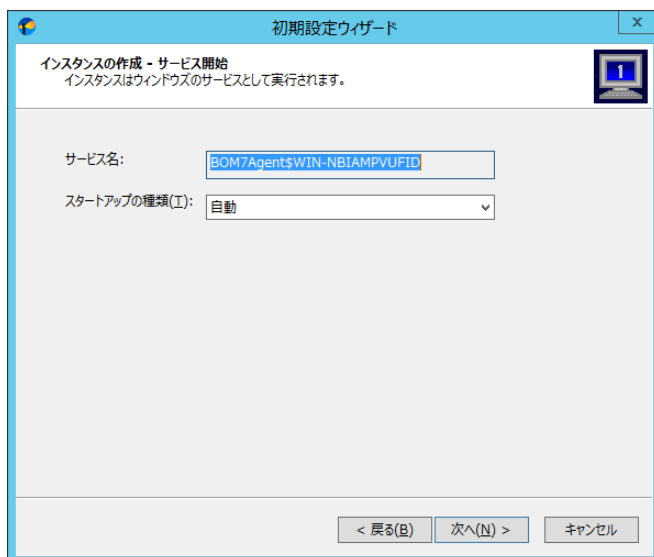 初期設定ウィザード
x
インスタンスの作成 - サービス開始
インスタンスはウィンドウズのサービスとして実行されます。
1
サービス名:
BOM7Agent$WIN-NBIAMPVUFID
スタートアップの種類(T):
自動
< 戻る(B)
次へ(N) >
キャンセル